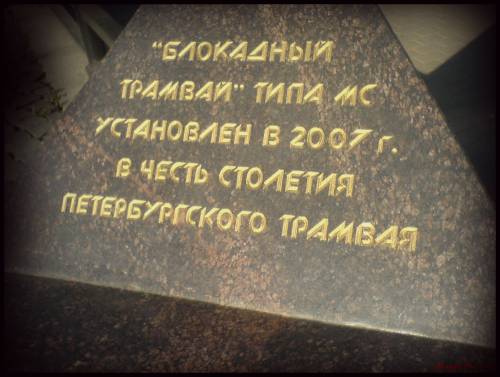 "БЛОКАДНЫЙ
ТРАМВАЙ" ТИПА МС
УСТАНОВЛЕН В 2007 г.
В ЧЕСТЬ СТОЛЕТИЯ
ПЕТЕРБУРГСКОГО ТРАМВАЯ